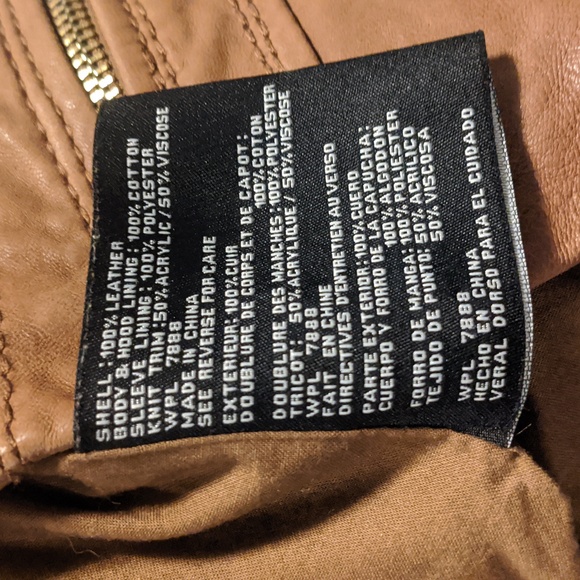 SHELL: 100% LEATHER
BODY & HOOD LINING: 100% COTTON
SLEEVE LINING: 100% POLYESTER
KNIT TRIM: 50% ACRYLIC / 50% VISCOSE
WPL 7888
MADE IN CHINA
SEE REVERSE FOR CARE
EXTERIEUR: 100% CUIR
DOUBLURE DE CORPS ET DE CAPOT:
100% COTON
DOUBLURE DES MANCHES: 100% POLYESTER
TRICOT: 50% ACRYLIQUE / 50% VISCOSE
WPL 7888
FAIT EN CHINE
DIRECTIVES D'ENTRETIEN AU VERSO
PARTE EXTERIOR: 100% CUERO
CUERPO Y FORRO DE LA CAPUCHA:
100% ALGODÓN
FORRO DE MANGA: 100% POLIESTER
TEJIDO DE PUNTO: 50% ACRÍLICO
50% VISCOSA
WPL 7888
HECHO EN CHINA
VERAL DORSO PARA EL CUIDADO